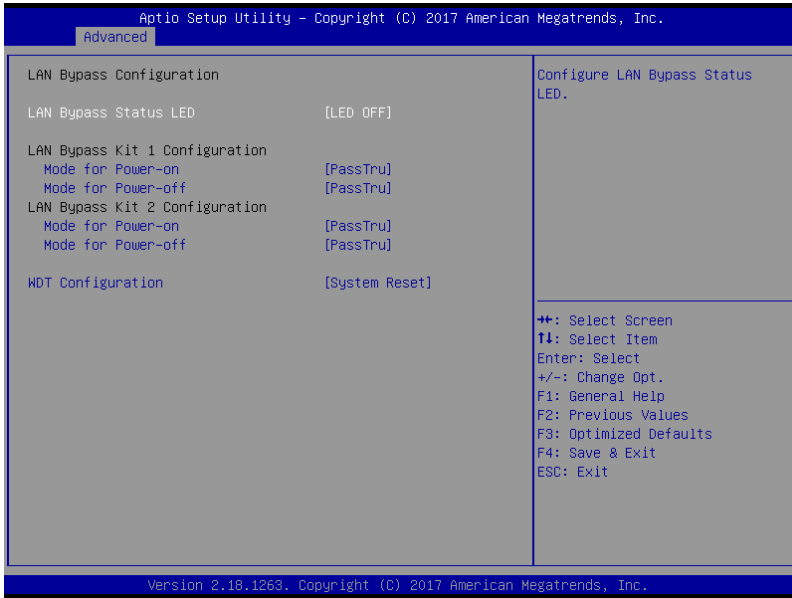 Aptio Setup Utility – Copyright (C) 2017 American Megatrends, Inc.
Advanced
LAN Bypass Configuration
LAN Bypass Status LED [LED OFF]
LAN Bypass Kit 1 Configuration
Mode for Power-on [PassTru]
Mode for Power-off [PassTru]
LAN Bypass Kit 2 Configuration
Mode for Power-on [PassTru]
Mode for Power-off [PassTru]
WDT Configuration [System Reset]
Configure LAN Bypass Status
LED.
→←: Select Screen
↑↓: Select Item
Enter: Select
+/-: Change Opt.
F1: General Help
F2: Previous Values
F3: Optimized Defaults
F4: Save & Exit
ESC: Exit
Version 2.18.1263. Copyright (C) 2017 American Megatrends, Inc.